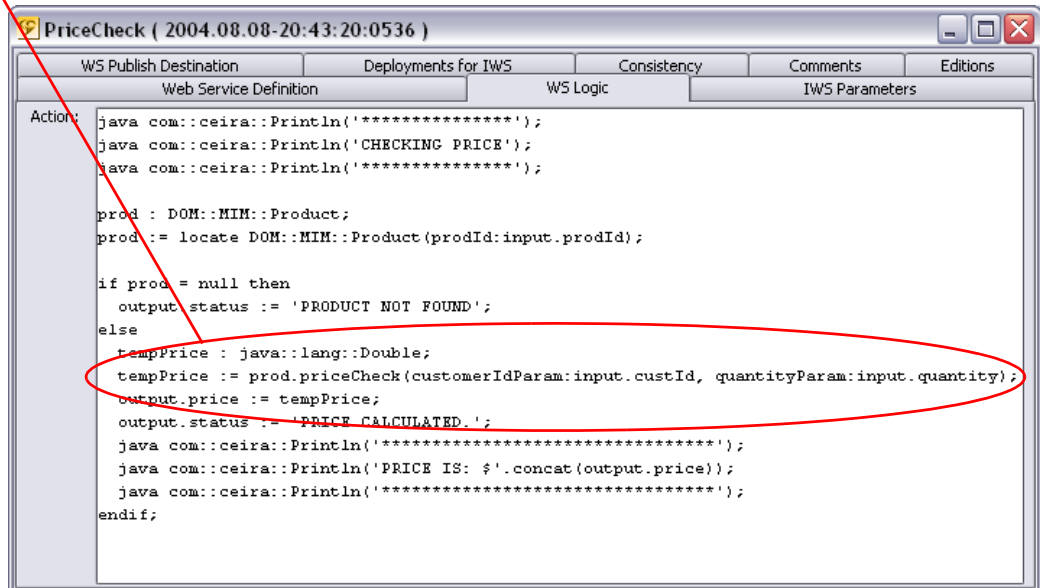 PriceCheck ( 2004.08.08-20:43:20:0536 )
WS Publish Destination Deployments for IWS Consistency Comments Editions
Web Service Definition WS Logic IWS Parameters
Action:
java com::ceira::Println('***************');
java com::ceira::Println('CHECKING PRICE');
java com::ceira::Println('***************');
prod : DOM::MIM::Product;
prod := locate DOM::MIM::Product(prodId:input.prodId);
if prod = null then
output.status := 'PRODUCT NOT FOUND';
else
tempPrice : java::lang::Double;
tempPrice := prod.priceCheck(customerIdParam:input.custId, quantityParam:input.quantity);
output.price := tempPrice;
output.status := 'PRICE CALCULATED.';
java com::ceira::Println('*********************************');
java com::ceira::Println('PRICE IS: $'.concat(output.price));
java com::ceira::Println('*********************************');
endif;